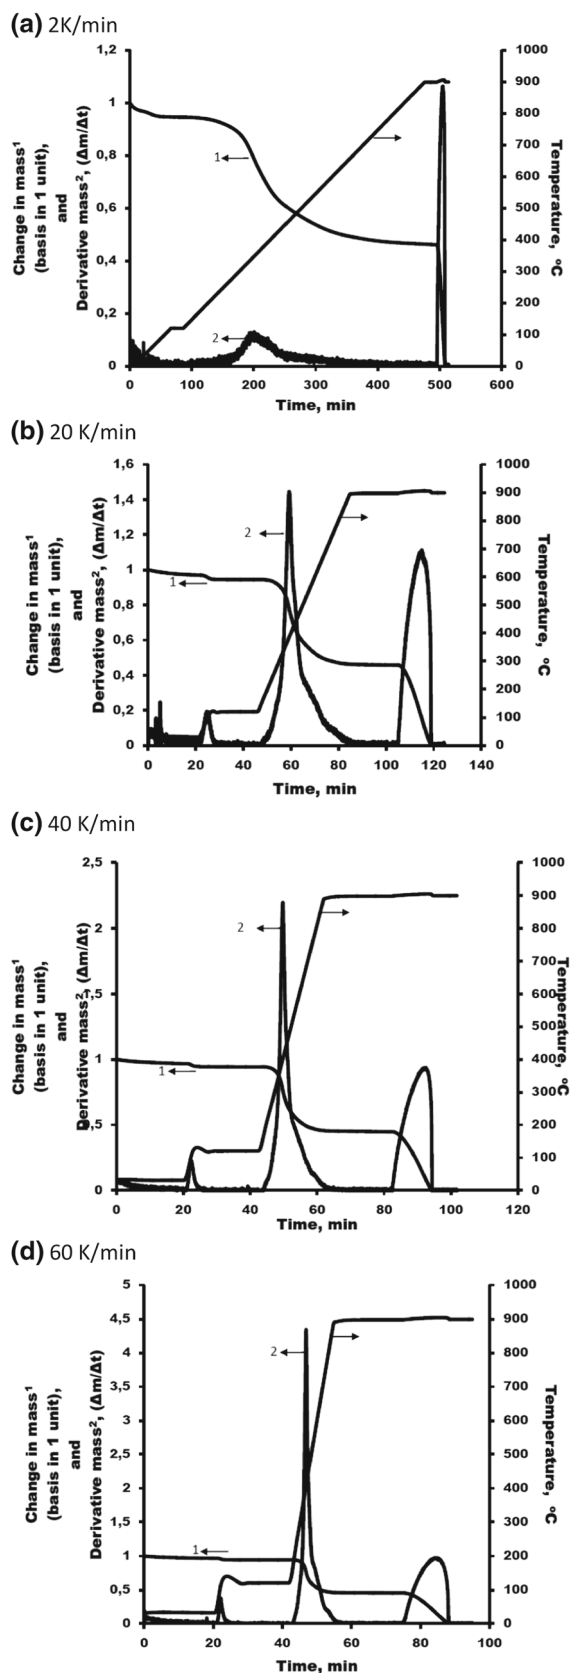 (a) 2K/min
Change in mass¹
(basis in 1 unit),
and
Derivative mass², (Δm/Δt)
1,2
1
0,8
0,6
0,4
0,2
0
1
2
1000
900
800
700
600
500
400
300
200
100
0
Temperature, ºC
0 100 200 300 400 500 600
Time, min
(b) 20 K/min
Change in mass¹
(basis in 1 unit),
and
Derivative mass², (Δm/Δt)
1,6
1,4
1,2
1
0,8
0,6
0,4
0,2
0
2
1
1000
900
800
700
600
500
400
300
200
100
0
Temperature, ºC
0 20 40 60 80 100 120 140
Time, min
(c) 40 K/min
Change in mass¹
(basis in 1 unit),
and
Derivative mass², (Δm/Δt)
2,5
2
1,5
1
0,5
0
2
1
1000
900
800
700
600
500
400
300
200
100
0
Temperature, ºC
0 20 40 60 80 100 120
Time, min
(d) 60 K/min
Change in mass¹
(basis in 1 unit),
and
Derivative mass², (Δm/Δt)
5
4,5
4
3,5
3
2,5
2
1,5
1
0,5
0
2
1
1000
900
800
700
600
500
400
300
200
100
0
Temperature, ºC
0 20 40 60 80 100
Time, min